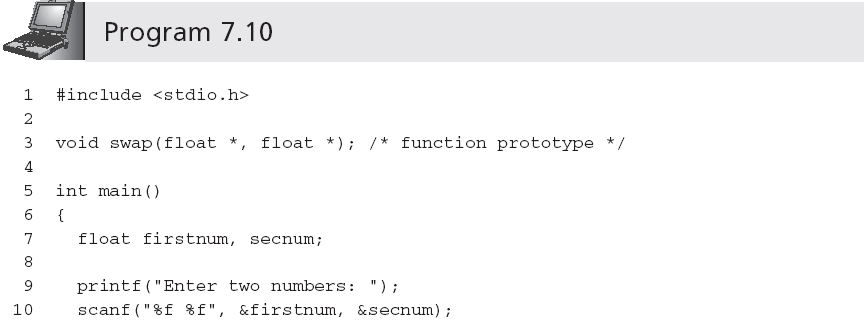 Program 7.10
1 #include <stdio.h>
2
3 void swap(float *, float *); /* function prototype */
4
5 int main()
6 {
7   float firstnum, secnum;
8
9   printf("Enter two numbers: ");
10   scanf("%f %f", &firstnum, &secnum);